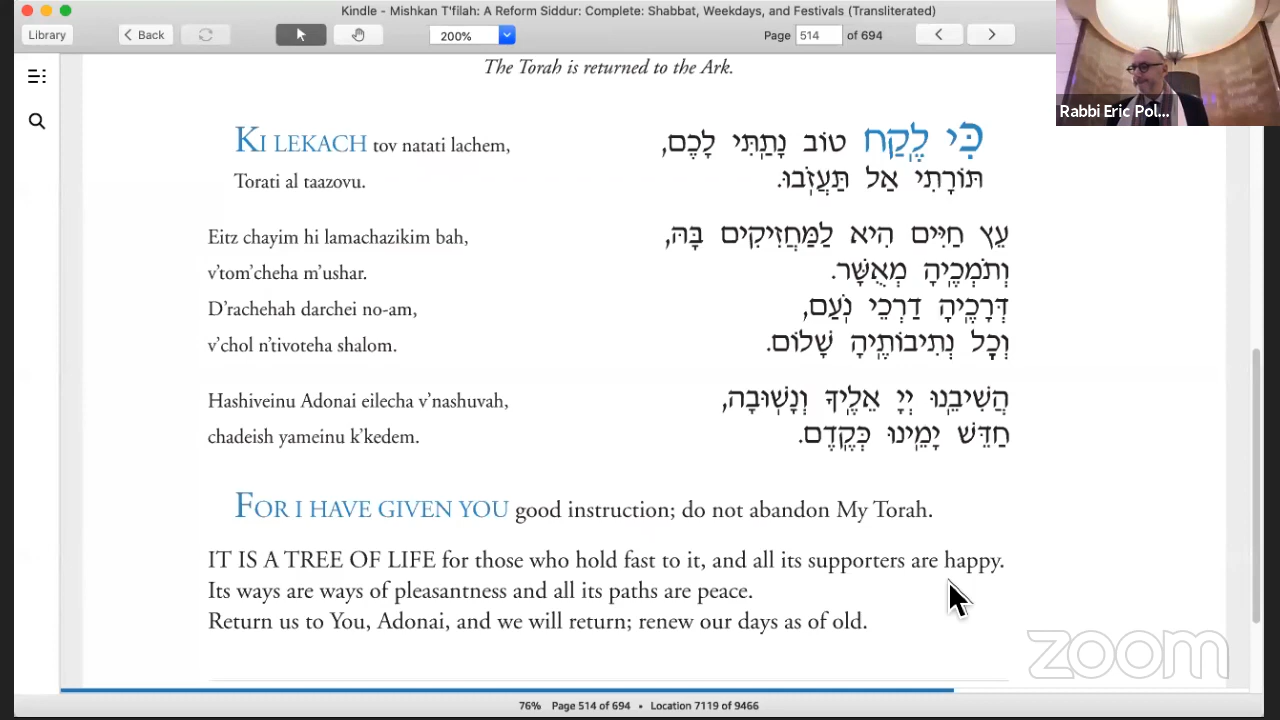 Kindle - Mishkan T'filah: A Reform Siddur: Complete: Shabbat, Weekdays, and Festivals (Transliterated)
Library Back 200% Page 514 of 694
The Torah is returned to the Ark.
Rabbi Eric Pol...
KI LEKACH tov natati lachem,
Torati al taazovu.
כִּי לֶֽקַח טוֹב נָתַֽתִּי לָכֶם,
תּוֹרָתִי אַל תַּעֲזֹֽבוּ.
Eitz chayim hi lamachazikim bah,
v'tom'cheha m'ushar.
D'rachehah darchei no-am,
v'chol n'tivoteha shalom.
עֵץ חַיִּים הִיא לַמַּחֲזִיקִים בָּהּ,
וְתֹמְכֶֽיהָ מְאֻשָּׁר.
דְּרָכֶֽיהָ דַרְכֵי נֹֽעַם,
וְכׇל נְתִיבוֹתֶֽיהָ שָׁלוֹם.
Hashiveinu Adonai eilecha v'nashuvah,
chadeish yameinu k'kedem.
הֲשִׁיבֵֽנוּ יְיָ אֵלֶֽיךָ וְנָשֽׁוּבָה,
חַדֵּשׁ יָמֵֽינוּ כְּקֶֽדֶם.
FOR I HAVE GIVEN YOU good instruction; do not abandon My Torah.
IT IS A TREE OF LIFE for those who hold fast to it, and all its supporters are happy.
Its ways are ways of pleasantness and all its paths are peace.
Return us to You, Adonai, and we will return; renew our days as of old.
zoom
76% Page 514 of 694 • Location 7119 of 9466